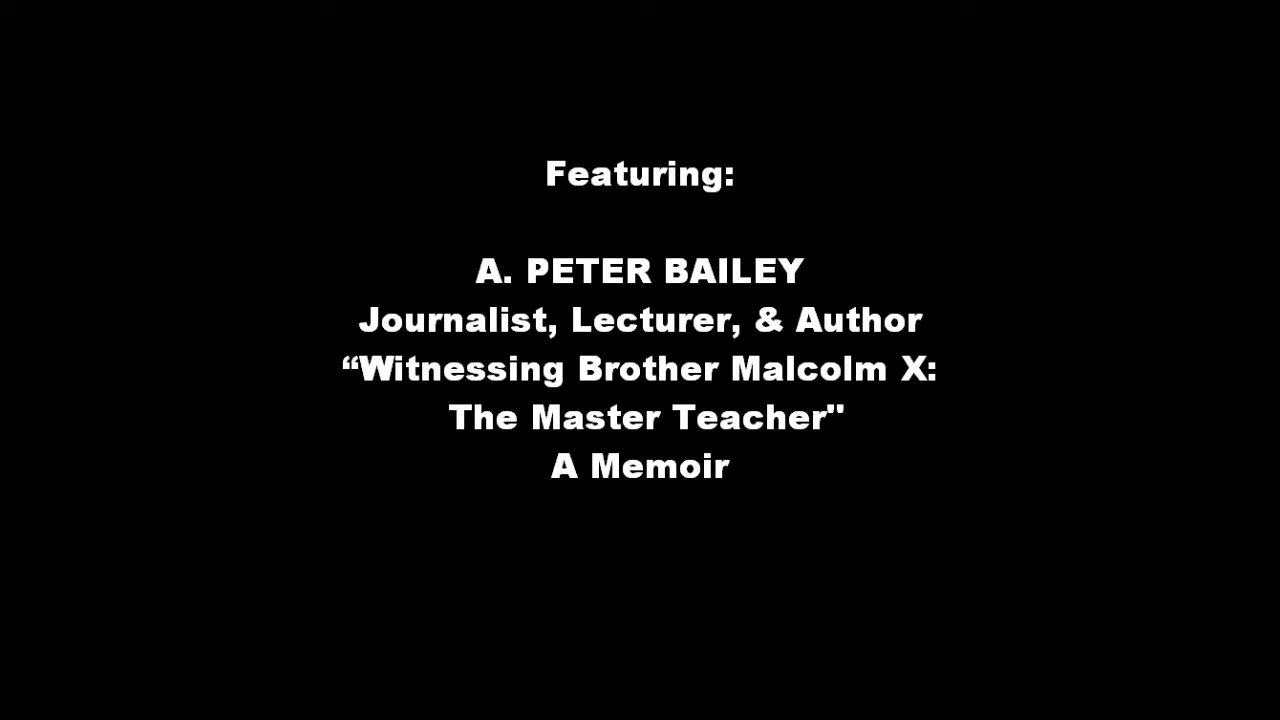 Featuring:
A. PETER BAILEY
Journalist, Lecturer, & Author
“Witnessing Brother Malcolm X:
The Master Teacher"
A Memoir